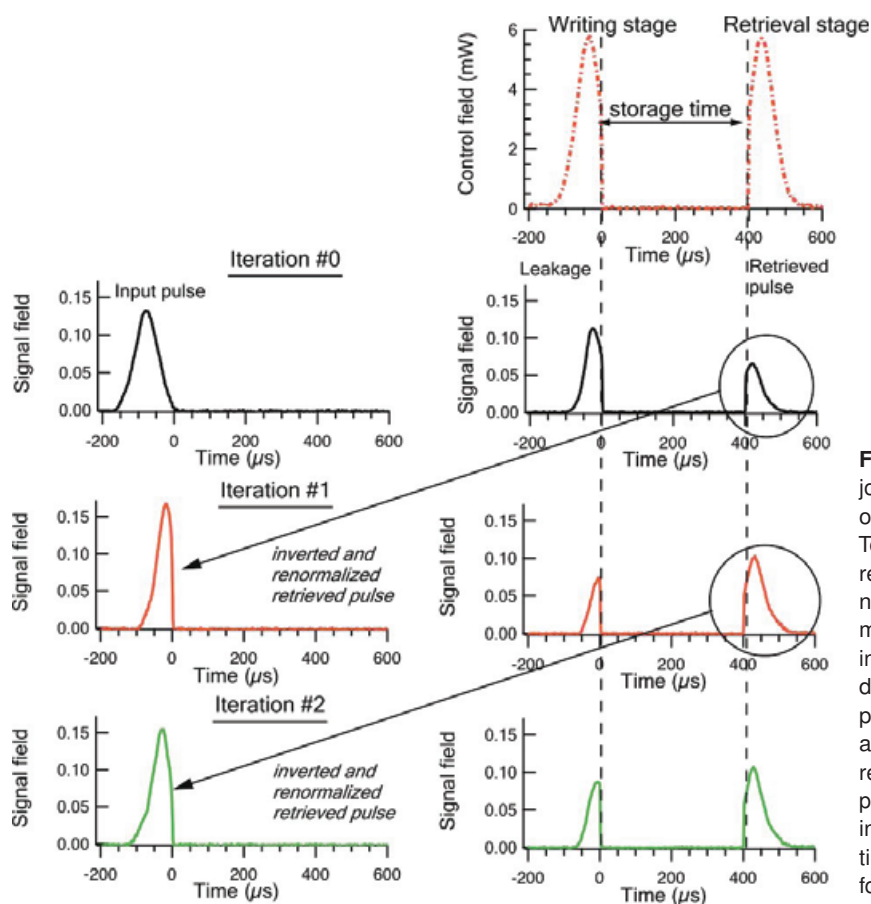 Writing stage
Retrieval stage
Control field (mW)
6
4
2
0
storage time
-200 0 200 400 600
Time (µs)
Iteration #0
Input pulse
Signal field
0.15
0.10
0.05
0.00
-200 0 200 400 600
Time (µs)
Leakage
Retrieved
pulse
Signal field
0.15
0.10
0.05
0.00
-200 0 200 400 600
Time (µs)
Iteration #1
Signal field
0.15
0.10
0.05
0.00
inverted and
renormalized
retrieved pulse
-200 0 200 400 600
Time (µs)
Signal field
0.15
0.10
0.05
0.00
-200 0 200 400 600
Time (µs)
Iteration #2
Signal field
0.15
0.10
0.05
0.00
inverted and
renormalized
retrieved pulse
-200 0 200 400 600
Time (µs)
Signal field
0.15
0.10
0.05
0.00
-200 0 200 400 600
Time (µs)